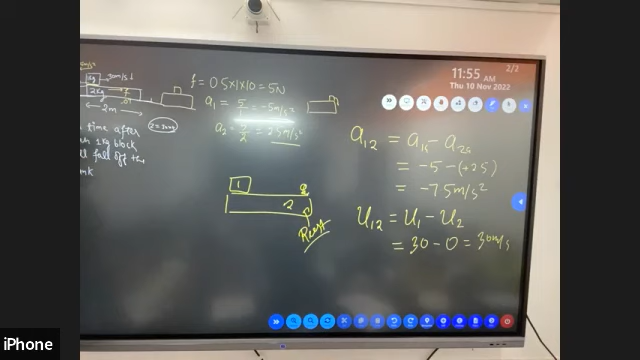 11:55 AM
2/2
Thu 10 Nov 2022
1kg 30m/s
2kg
2m
time after
1kg block
fall off the
f = 0.5×1×10 = 5N
a1 = 5/1 = -5m/s²
a2 = 5/2 = 2.5m/s²
1
2
Rest
a12 = a1 - a2
= -5 - (+2.5)
= -7.5m/s²
U12 = U1 - U2
= 30 - 0 = 30m/s
iPhone